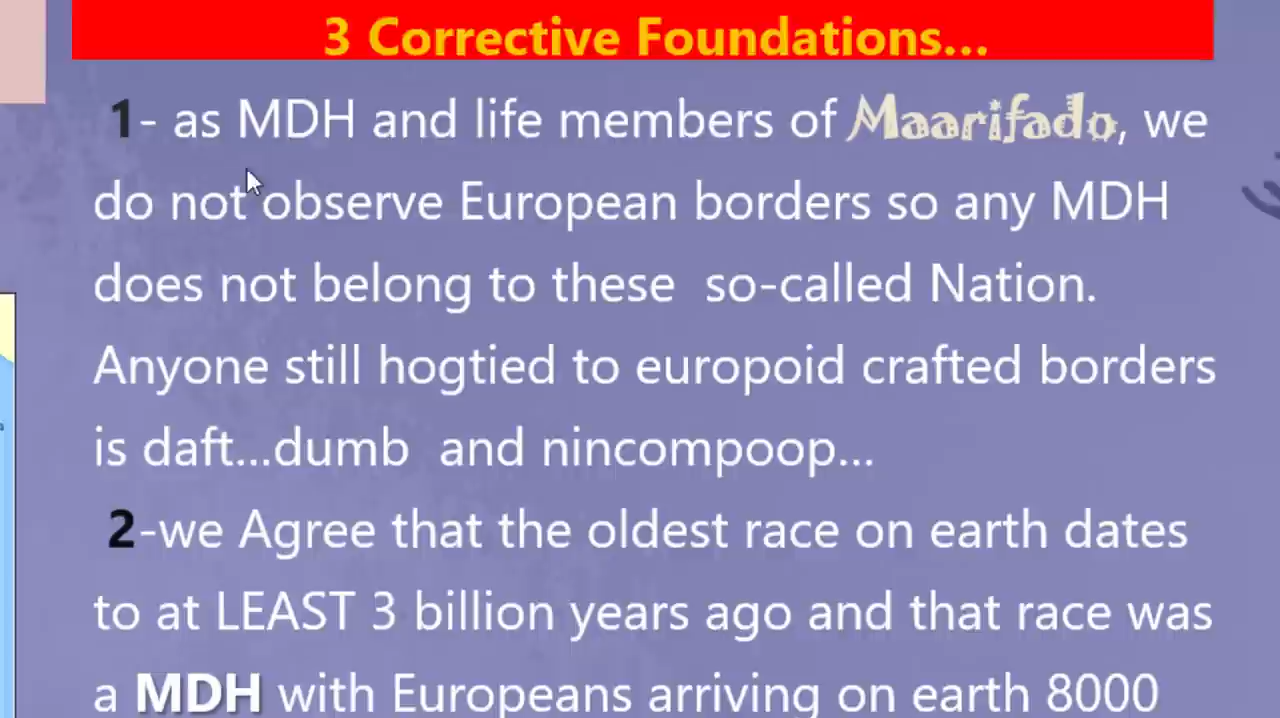 3 Corrective Foundations...
1- as MDH and life members of Maarifado, we
do not observe European borders so any MDH
does not belong to these so-called Nation.
Anyone still hogtied to europoid crafted borders
is daft...dumb and nincompoop...
2-we Agree that the oldest race on earth dates
to at LEAST 3 billion years ago and that race was
a MDH with Europeans arriving on earth 8000